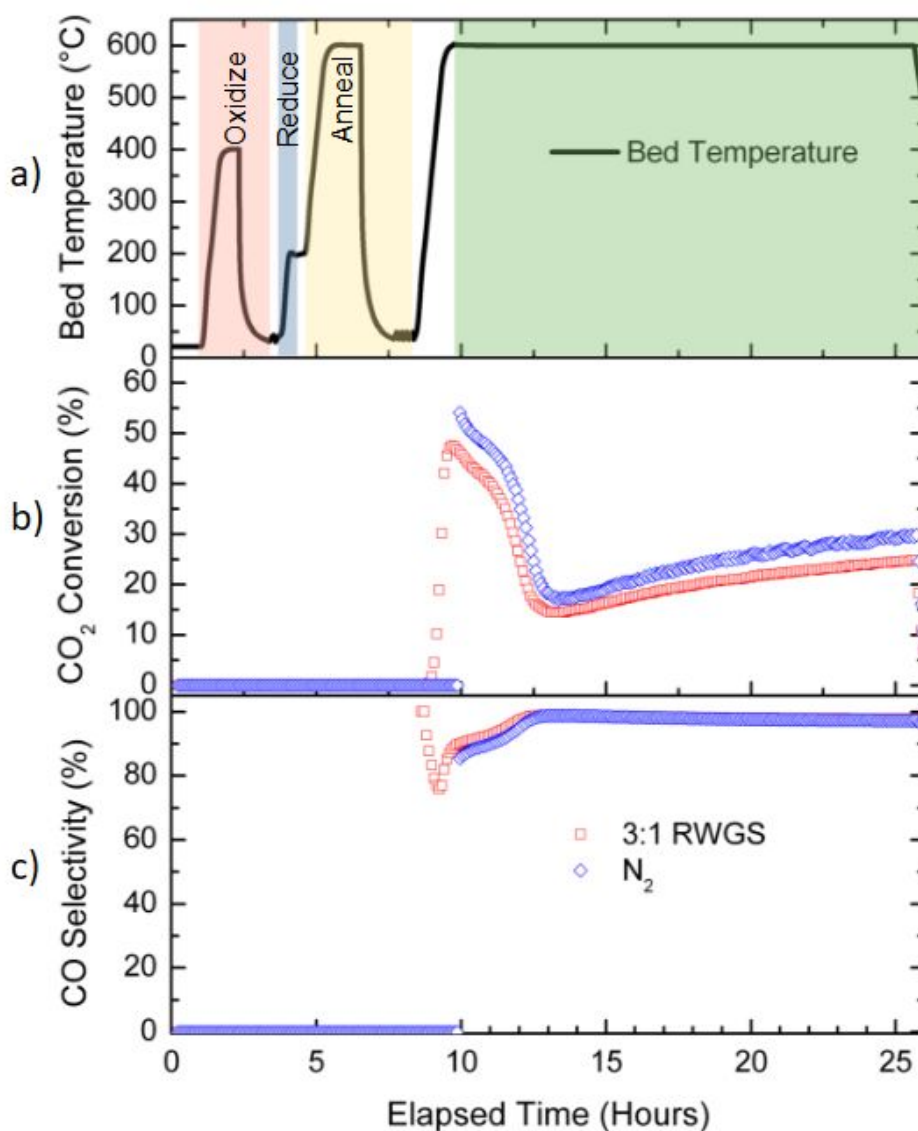 a)
Bed Temperature (°C)
600
500
400
300
200
100
0
Oxidize
Reduce
Anneal
Bed Temperature
b)
CO₂ Conversion (%)
60
50
40
30
20
10
0
c)
CO Selectivity (%)
100
80
60
40
20
0
3:1 RWGS
N₂
0 5 10 15 20 25
Elapsed Time (Hours)